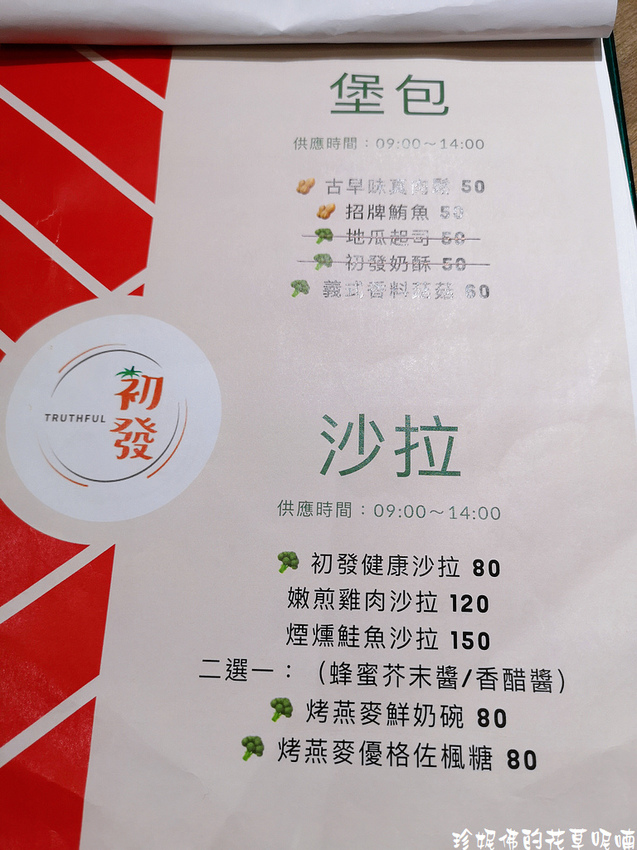 堡包
供應時間：09:00～14:00
古早味真肉鬆 50
招牌鮪魚 50
地瓜起司 50
初發奶酥 50
義式香料菇菇 60
TRUTHFUL
初發
沙拉
供應時間：09:00～14:00
初發健康沙拉 80
嫩煎雞肉沙拉 120
煙燻鮭魚沙拉 150
二選一：（蜂蜜芥末醬/香醋醬）
烤燕麥鮮奶碗 80
烤燕麥優格佐楓糖 80
珍妮佛的花草呢喃